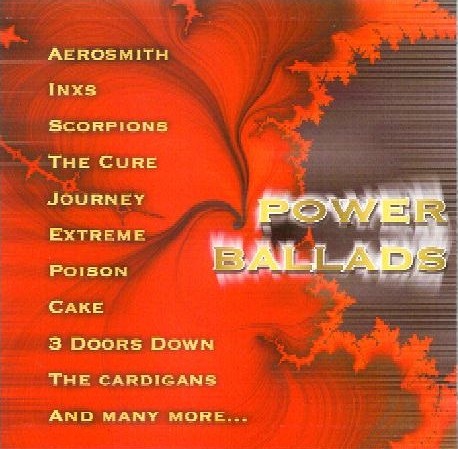 Aerosmith
Inxs
Scorpions
The Cure
Journey
Extreme
Poison
Cake
3 Doors Down
The cardigans
And many more...
POWER
BALLADS